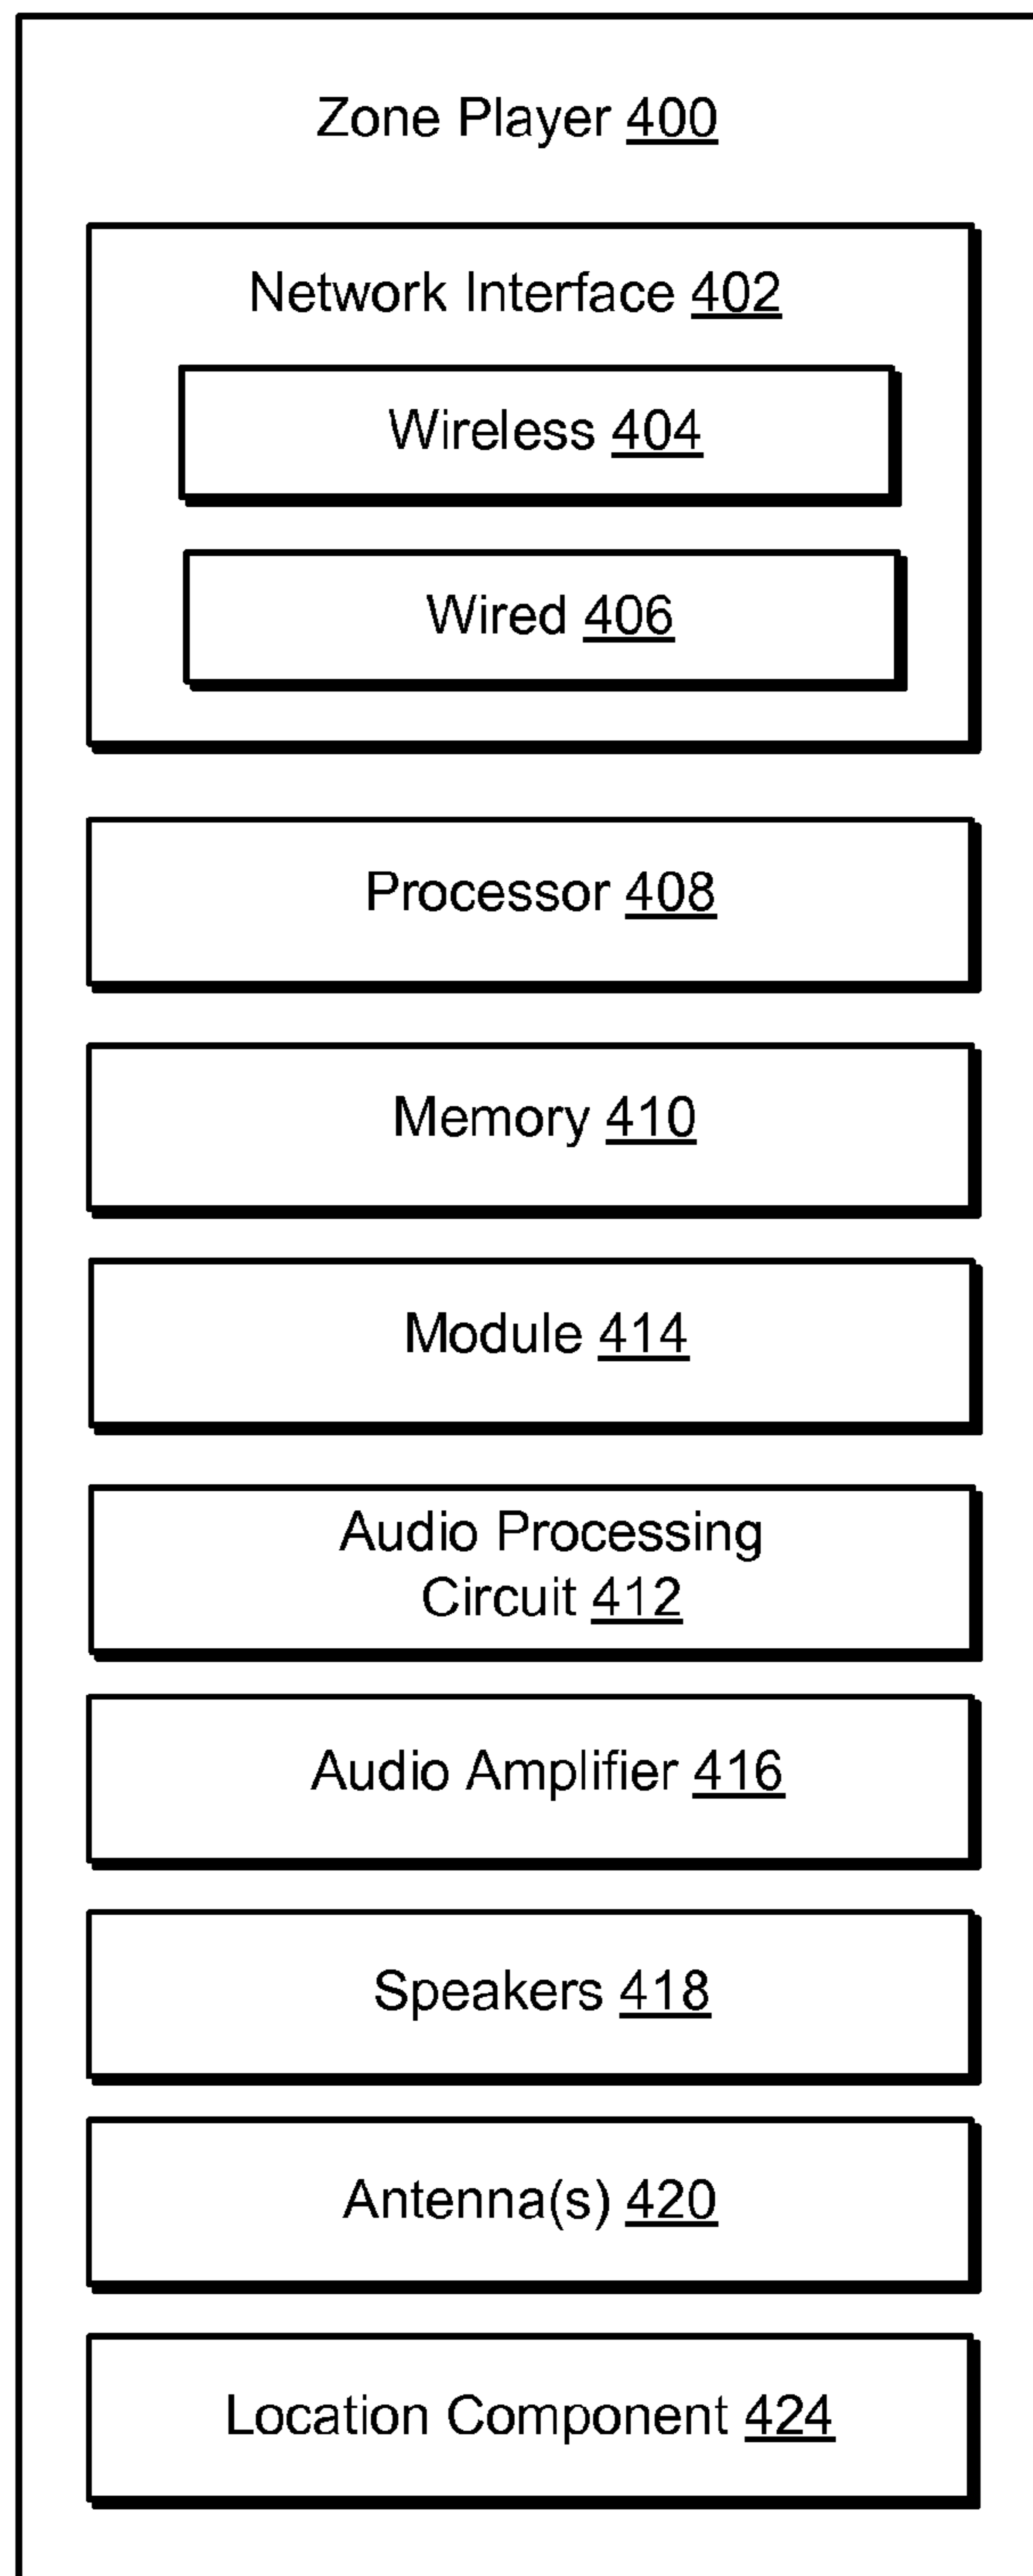 Zone Player 400
Network Interface 402
Wireless 404
Wired 406
Processor 408
Memory 410
Module 414
Audio Processing
Circuit 412
Audio Amplifier 416
Speakers 418
Antenna(s) 420
Location Component 424